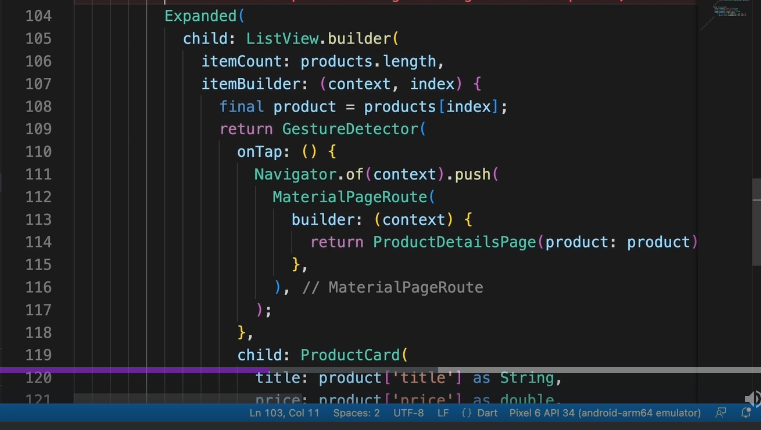 104 Expanded(
105 child: ListView.builder(
106 itemCount: products.length,
107 itemBuilder: (context, index) {
108 final product = products[index];
109 return GestureDetector(
110 onTap: () {
111 Navigator.of(context).push(
112 MaterialPageRoute(
113 builder: (context) {
114 return ProductDetailsPage(product: product)
115 },
116 ), // MaterialPageRoute
117 );
118 },
119 child: ProductCard(
120 title: product['title'] as String,
121 price: product['price'] as double,
Ln 103, Col 11 Spaces: 2 UTF-8 LF {} Dart Pixel 6 API 34 (android-arm64 emulator)